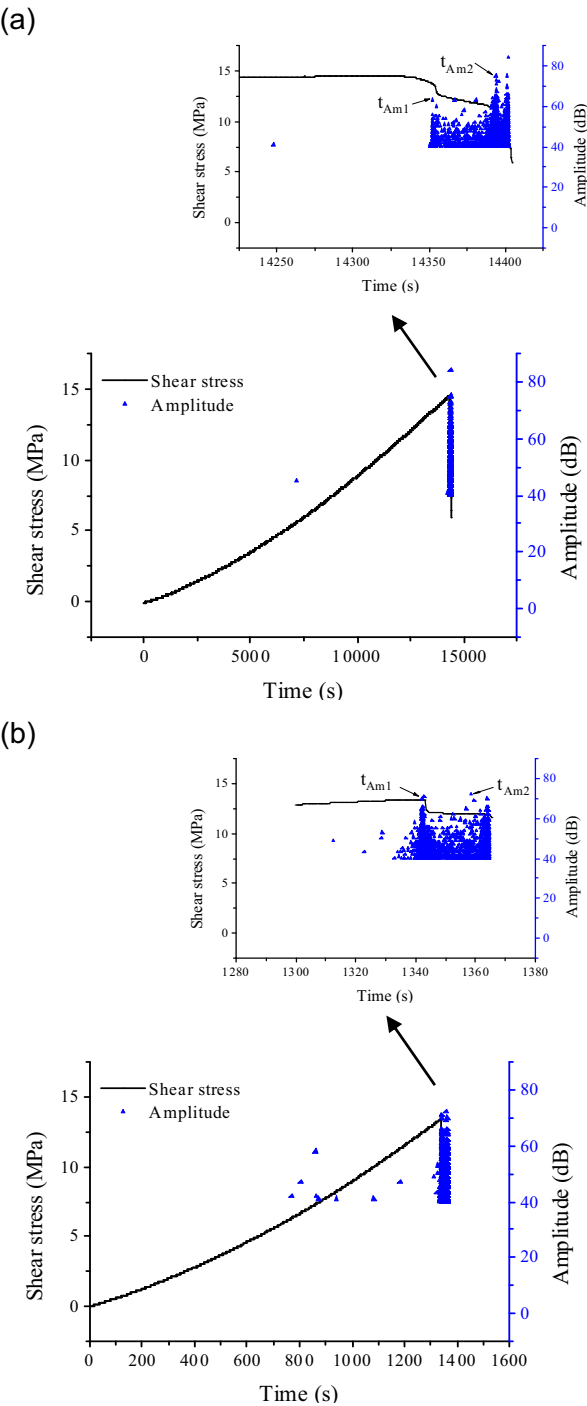 (a)
80
15
t_Am2
60
t_Am1
10
40
5
20
0
0
Shear stress (MPa)
Amplitude (dB)
14250 14300 14350 14400
Time (s)
Shear stress
Amplitude
80
15
60
10
40
5
20
0
0
Shear stress (MPa)
Amplitude (dB)
0 5000 10000 15000
Time (s)
(b)
80
t_Am1
t_Am2
15
60
10
40
5
20
0
0
Shear stress (MPa)
Amplitude (dB)
1280 1300 1320 1340 1360 1380
Time (s)
Shear stress
Amplitude
80
15
60
10
40
5
20
0
0
Shear stress (MPa)
Amplitude (dB)
0 200 400 600 800 1000 1200 1400 1600
Time (s)